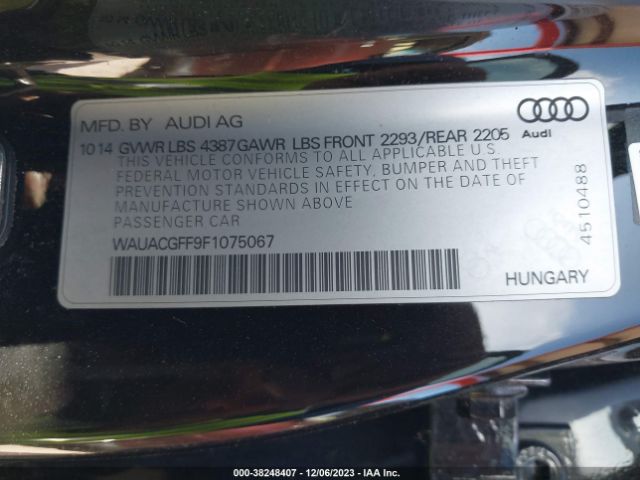 MFD. BY AUDI AG
Audi
10 14 GVWR LBS 4387 GAWR LBS FRONT 2293/REAR 2205
THIS VEHICLE CONFORMS TO ALL APPLICABLE U.S.
FEDERAL MOTOR VEHICLE SAFETY, BUMPER AND THEFT
PREVENTION STANDARDS IN EFFECT ON THE DATE OF
MANUFACTURE SHOWN ABOVE
PASSENGER CAR
WAUACGFF9F1075067
4510488
HUNGARY
000-38248407 - 12/06/2023 - IAA Inc.